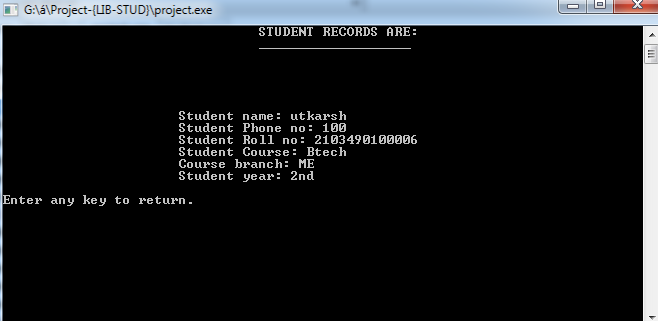 G:\á\Project-{LIB-STUD}\project.exe
STUDENT RECORDS ARE:
Student name: utkarsh
Student Phone no: 100
Student Roll no: 2103490100006
Student Course: Btech
Course branch: ME
Student year: 2nd
Enter any key to return.